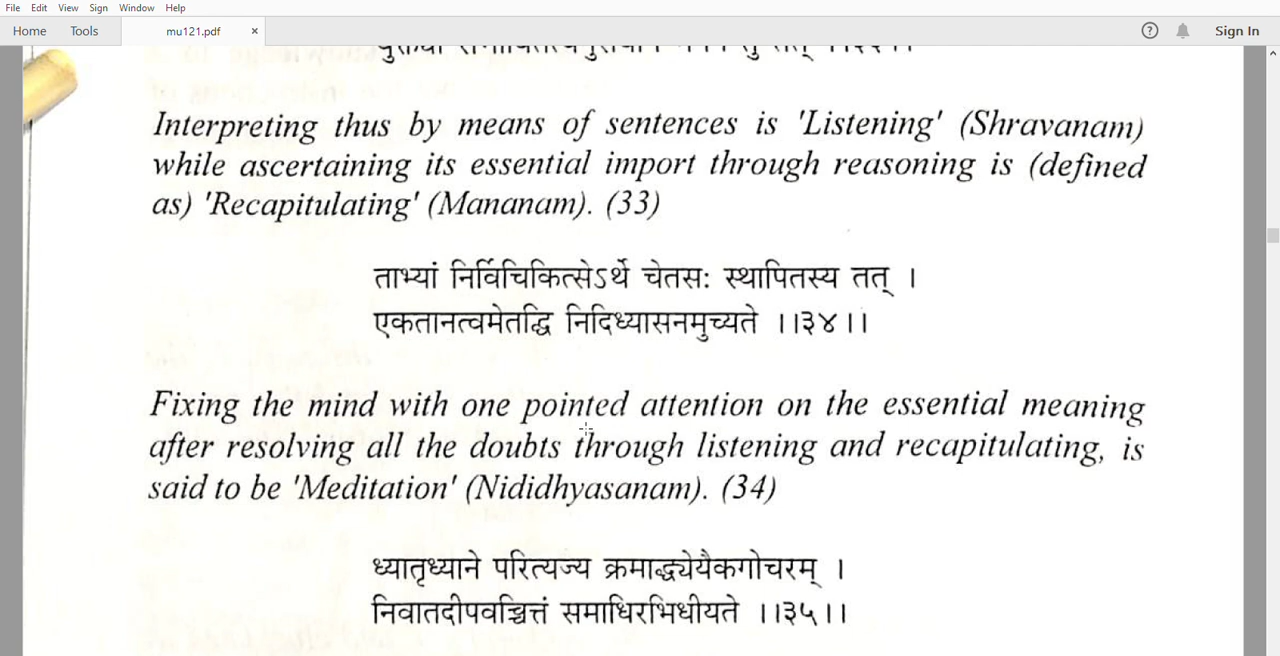 File Edit View Sign Window Help
Home Tools mu121.pdf × ? Sign In
Interpreting thus by means of sentences is 'Listening' (Shravanam)
while ascertaining its essential import through reasoning is (defined
as) 'Recapitulating' (Mananam). (33)
ताभ्यां निर्विचिकित्सेऽर्थे चेतसः स्थापितस्य तत् ।
एकतानत्वमेतद्धि निदिध्यासनमुच्यते ।।३४।।
Fixing the mind with one pointed attention on the essential meaning
after resolving all the doubts through listening and recapitulating, is
said to be 'Meditation' (Nididhyasanam). (34)
ध्यातृध्याने परित्यज्य क्रमाद्ध्येयैकगोचरम् ।
निवातदीपवच्चित्तं समाधिरभिधीयते ।।३५।।